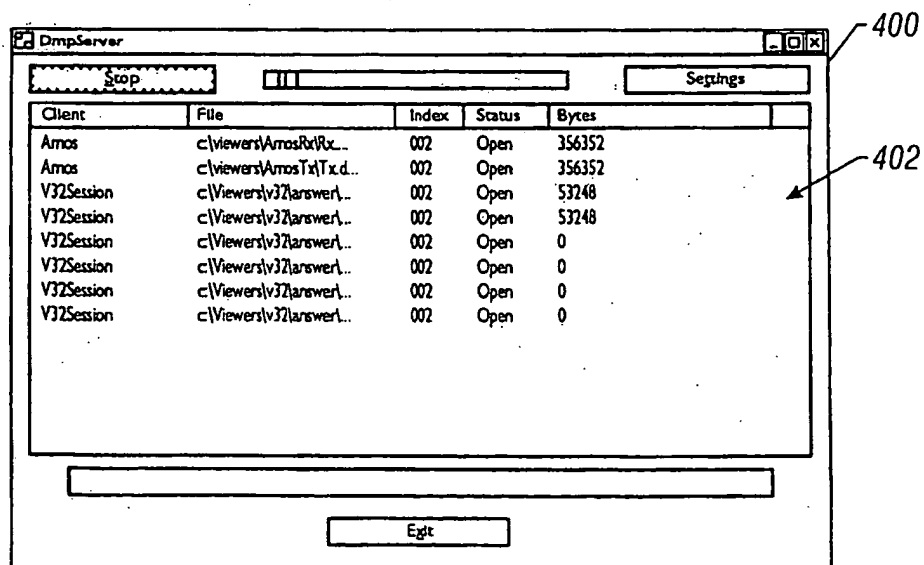 400
DmpServer
Stop Settings
Client File Index Status Bytes
Amos c:\viewers\AmosRx\Rx... 002 Open 356352
Amos c:\viewers\AmosTx\Tx.d... 002 Open 356352
V32Session c:\Viewers\v32\answer\... 002 Open 53248
V32Session c:\Viewers\v32\answer\... 002 Open 53248
V32Session c:\Viewers\v32\answer\... 002 Open 0
V32Session c:\Viewers\v32\answer\... 002 Open 0
V32Session c:\Viewers\v32\answer\... 002 Open 0
V32Session c:\Viewers\v32\answer\... 002 Open 0
402
Exit